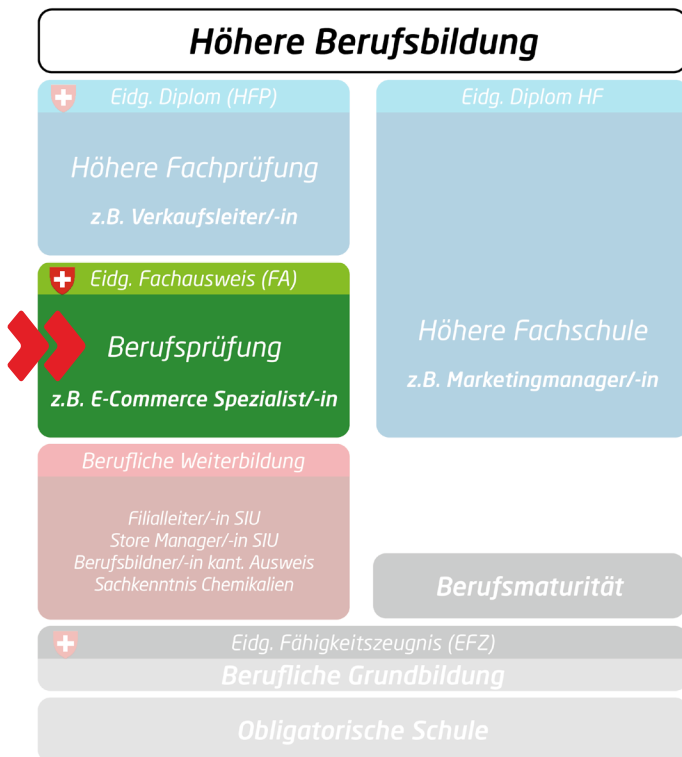 Höhere Berufsbildung
Eidg. Diplom (HFP)
Höhere Fachprüfung
z.B. Verkaufsleiter/-in
Eidg. Diplom HF
Höhere Fachschule
z.B. Marketingmanager/-in
Eidg. Fachausweis (FA)
Berufsprüfung
z.B. E-Commerce Spezialist/-in
Berufliche Weiterbildung
Filialleiter/-in SIU
Store Manager/-in SIU
Berufsbildner/-in kant. Ausweis
Sachkenntnis Chemikalien
Berufsmaturität
Eidg. Fähigkeitszeugnis (EFZ)
Berufliche Grundbildung
Obligatorische Schule